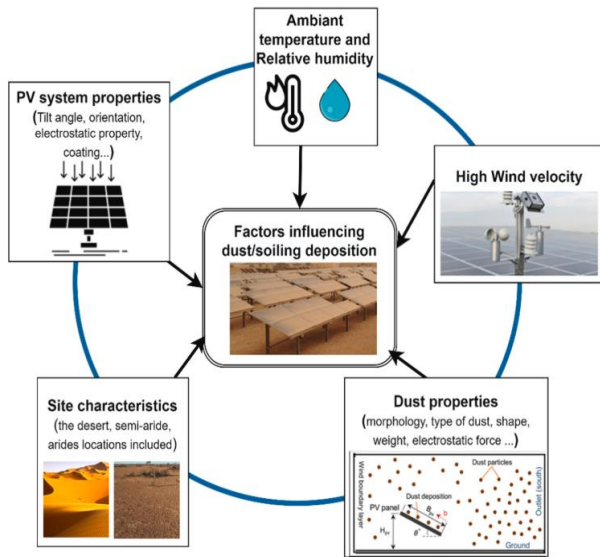 Ambiant
temperature and
Relative humidity
PV system properties
(Tilt angle, orientation,
electrostatic property,
coating...)
High Wind velocity
Factors influencing
dust/soiling deposition
Site characteristics
(the desert, semi-aride,
arides locations included)
Dust properties
(morphology, type of dust, shape,
weight, electrostatic force ...)
Wind boundary layer
Dust particles
Dust deposition
PV panel
B
b
Hpv
θ°
Outlet (south)
Ground